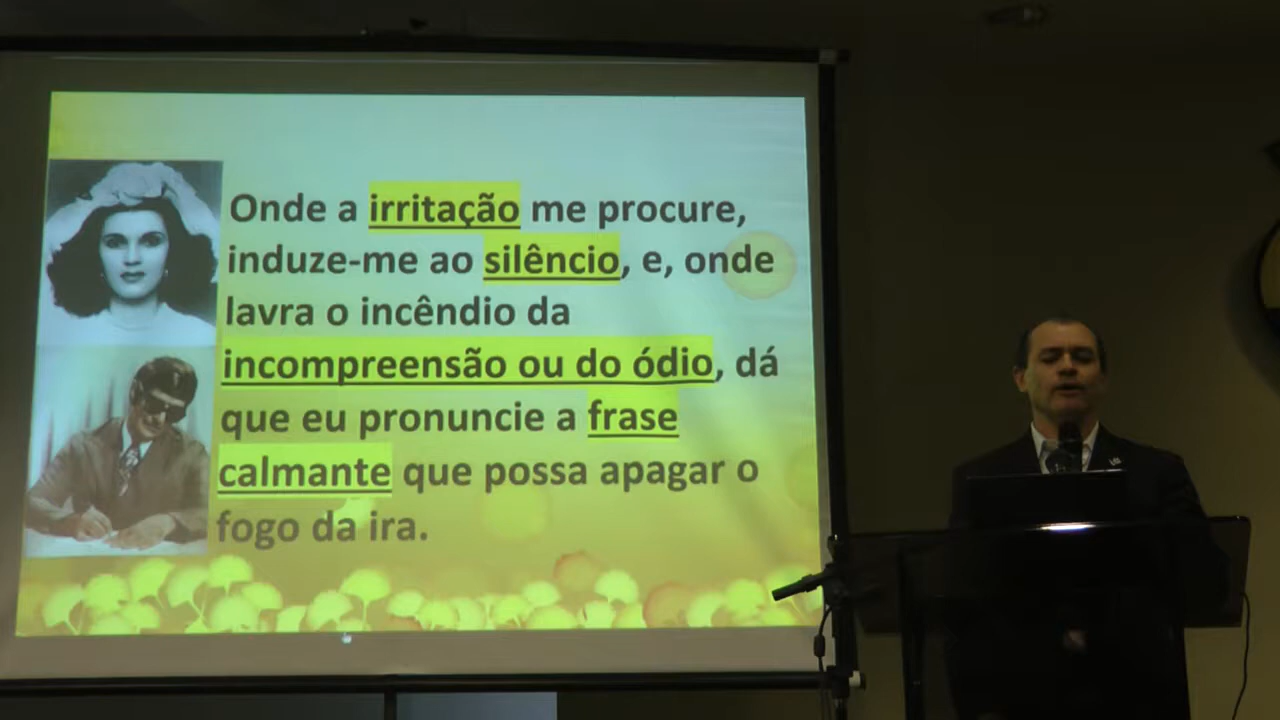 Onde a irritação me procure,
induze-me ao silêncio, e, onde
lavra o incêndio da
incompreensão ou do ódio, dá
que eu pronuncie a frase
calmante que possa apagar o
fogo da ira.